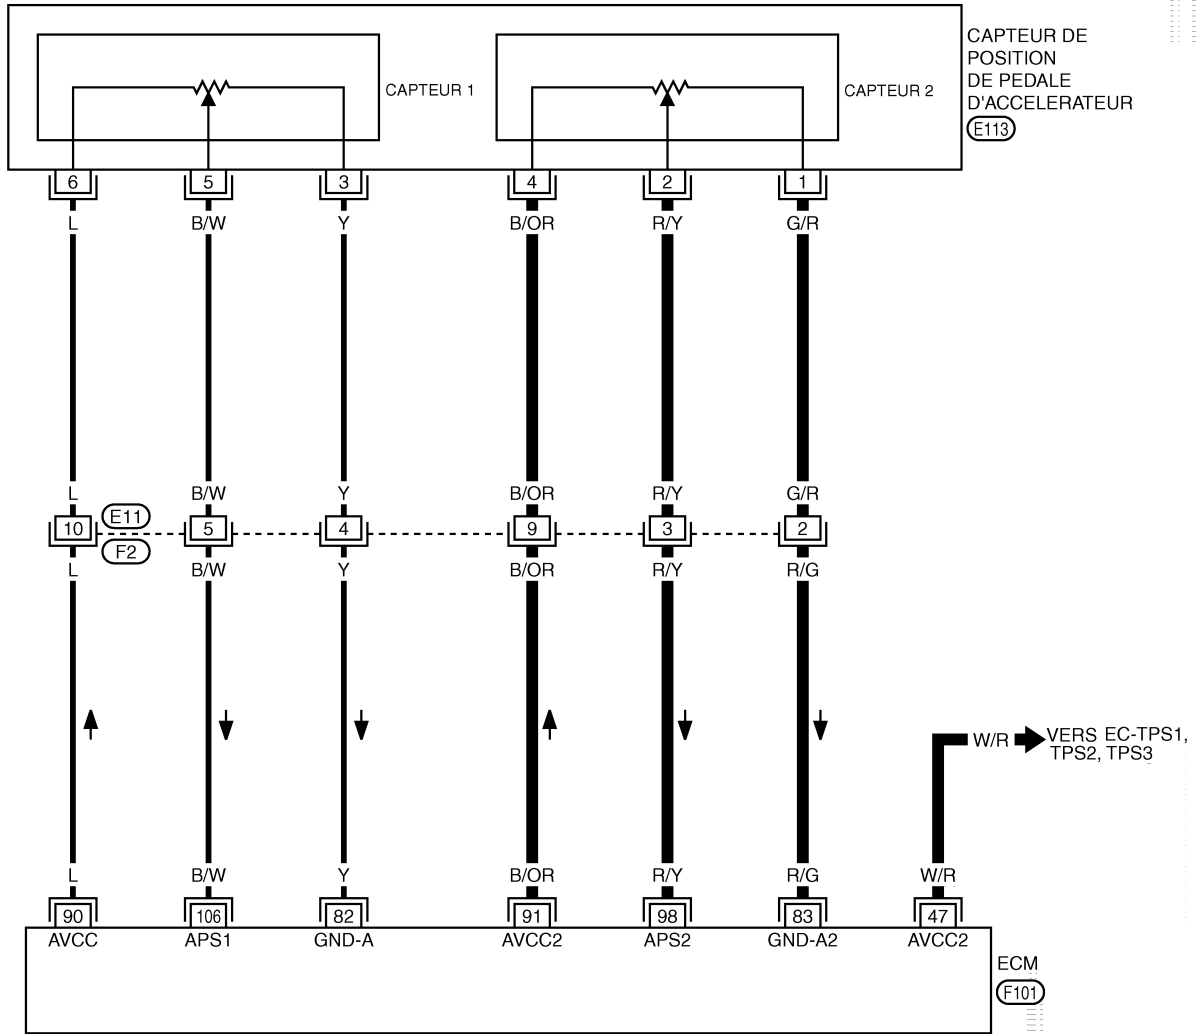 CAPTEUR DE
POSITION
DE PEDALE
D'ACCELERATEUR
E113
CAPTEUR 1
CAPTEUR 2
6 5 3 4 2 1
L B/W Y B/OR R/Y G/R
L B/W Y B/OR R/Y G/R
E11
10 5 4 9 3 2
F2
L B/W Y B/OR R/Y R/G
W/R VERS EC-TPS1,
TPS2, TPS3
L B/W Y B/OR R/Y R/G W/R
90 106 82 91 98 83 47
AVCC APS1 GND-A AVCC2 APS2 GND-A2 AVCC2
ECM
F101